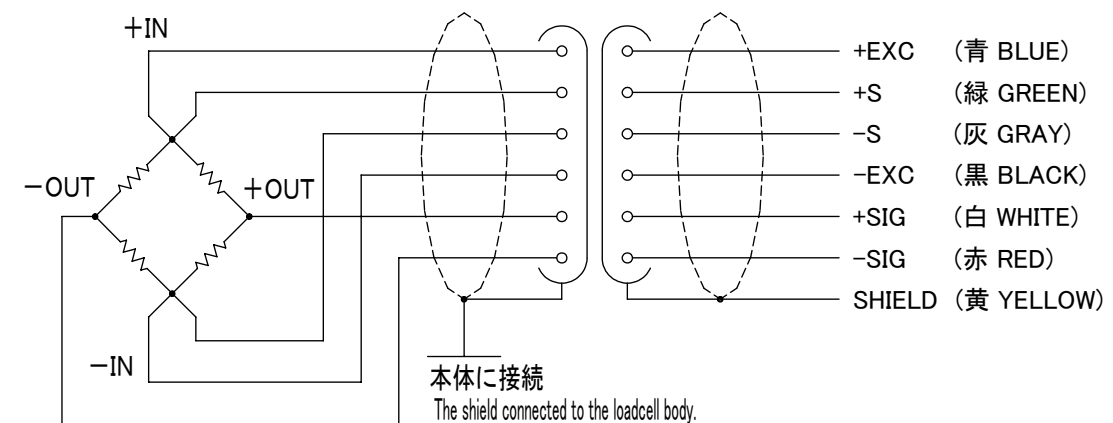 +IN
+EXC (青 BLUE)
+S (緑 GREEN)
-S (灰 GRAY)
-OUT
+OUT
-EXC (黒 BLACK)
+SIG (白 WHITE)
-SIG (赤 RED)
SHIELD (黄 YELLOW)
-IN
本体に接続
The shield connected to the loadcell body.